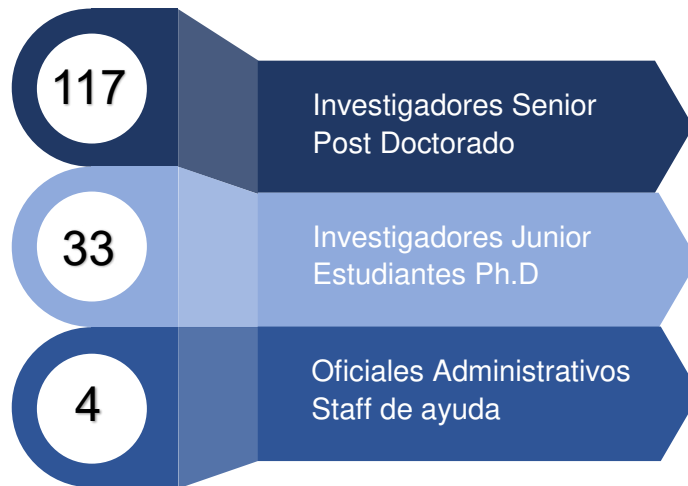 117
Investigadores Senior
Post Doctorado
33
Investigadores Junior
Estudiantes Ph.D
4
Oficiales Administrativos
Staff de ayuda